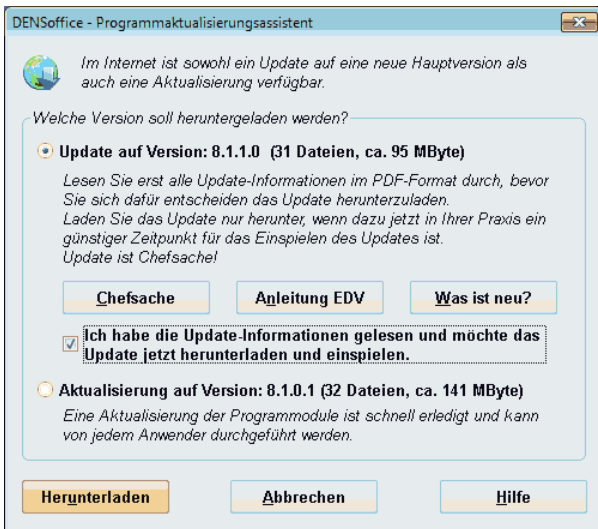 DENSoffice - Programmaktualisierungsassistent
Im Internet ist sowohl ein Update auf eine neue Hauptversion als
auch eine Aktualisierung verfügbar.
Welche Version soll heruntergeladen werden?
Update auf Version: 8.1.1.0 (31 Dateien, ca. 95 MByte)
Lesen Sie erst alle Update-Informationen im PDF-Format durch, bevor
Sie sich dafür entscheiden das Update herunterzuladen.
Laden Sie das Update nur herunter, wenn dazu jetzt in Ihrer Praxis ein
günstiger Zeitpunkt für das Einspielen des Updates ist.
Update ist Chefsache!
Chefsache
Anleitung EDV
Was ist neu?
Ich habe die Update-Informationen gelesen und möchte das
Update jetzt herunterladen und einspielen.
Aktualisierung auf Version: 8.1.0.1 (32 Dateien, ca. 141 MByte)
Eine Aktualisierung der Programmodule ist schnell erledigt und kann
von jedem Anwender durchgeführt werden.
Herunterladen
Abbrechen
Hilfe